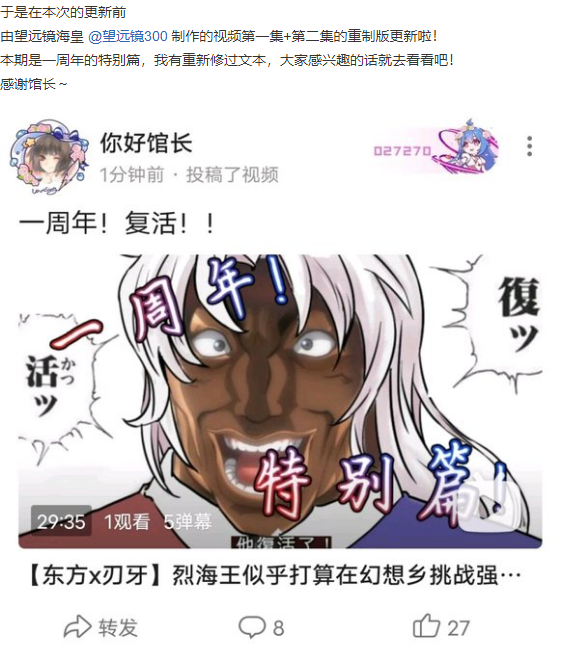 于是在本次的更新前
由望远镜海皇 @望远镜300 制作的视频第一集+第二集的重制版更新啦！
本期是一周年的特别篇，我有重新修过文本，大家感兴趣的话就去看看吧！
感谢馆长～
你好馆长
1分钟前 · 投稿了视频
027270
一周年！复活！！
一周年！
復ッ
活ッ
かつ
特别篇！
29:35 1观看 5弹幕
他復活了！
【东方x刃牙】烈海王似乎打算在幻想乡挑战强…
转发
8
27